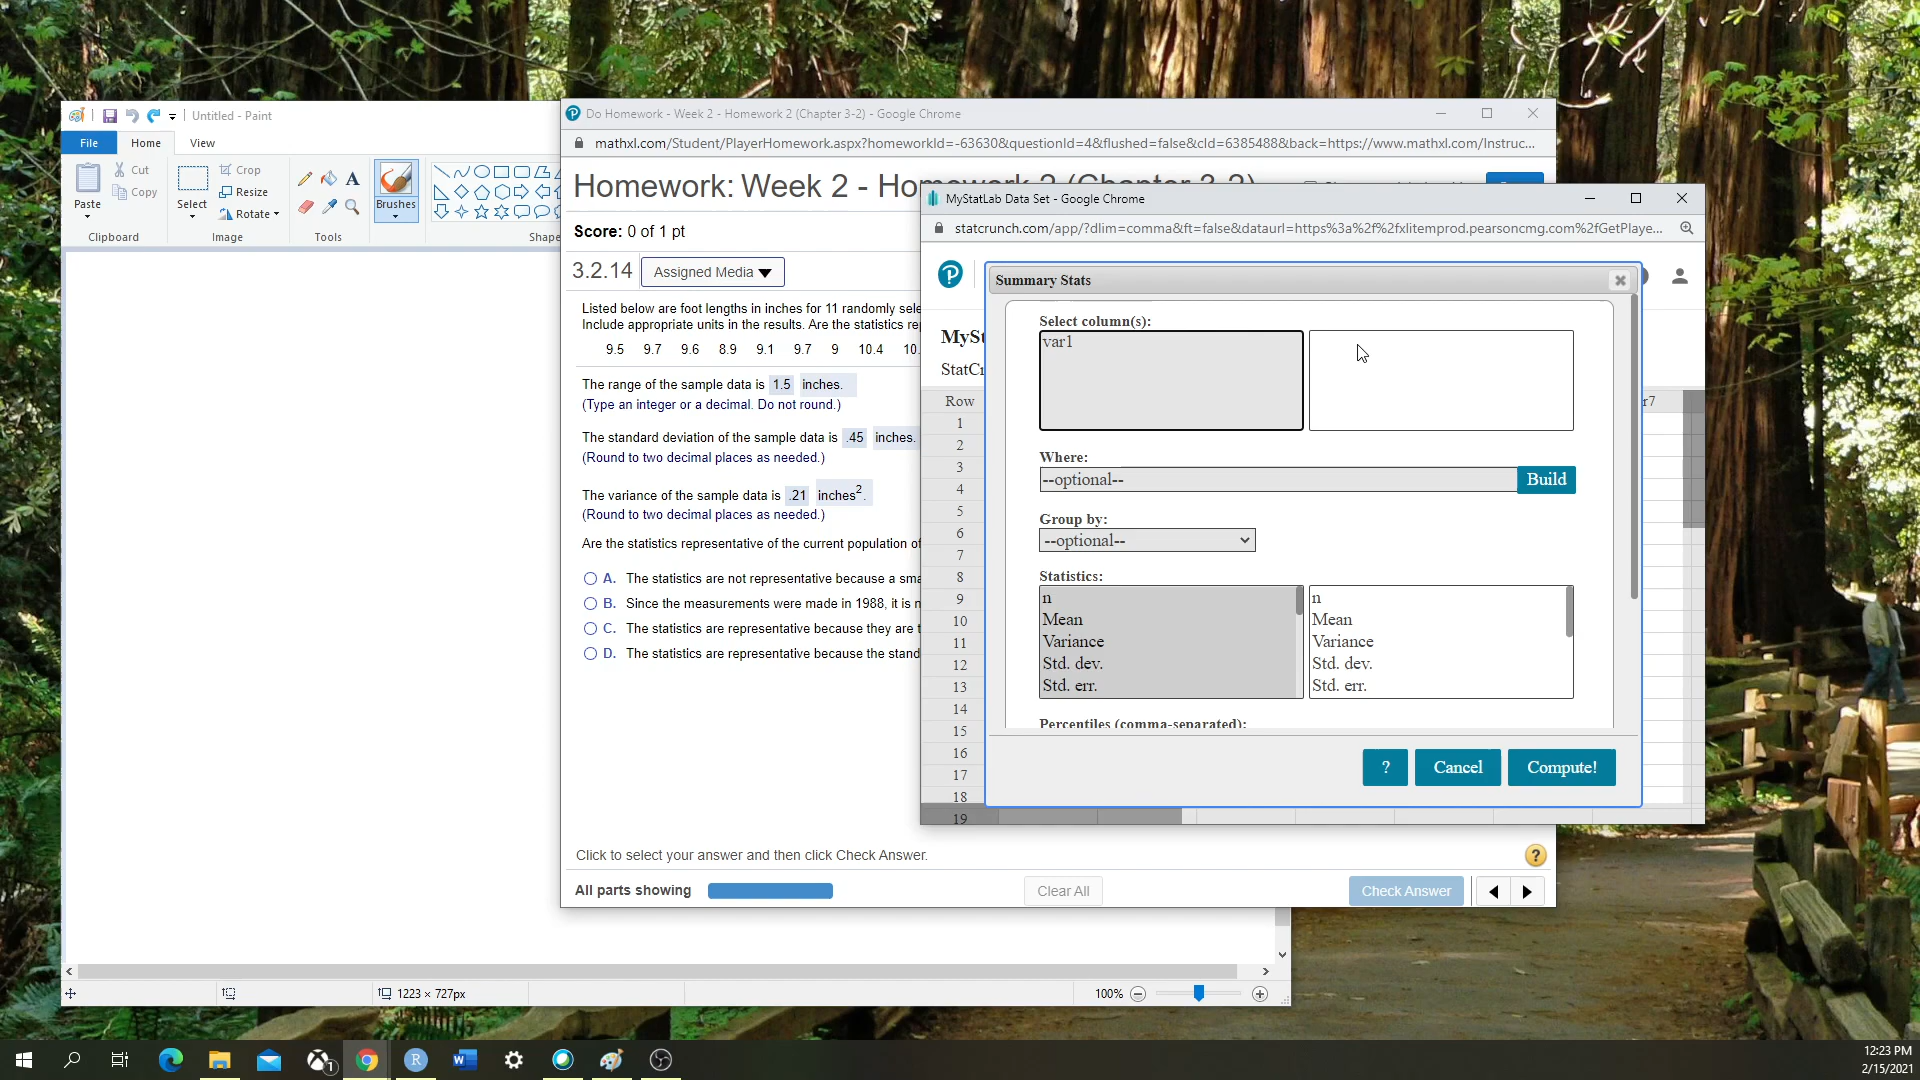 Untitled - Paint
File
Home
View
Paste
Cut
Copy
Clipboard
Select
Crop
Resize
Rotate
Image
Tools
Brushes
Shape
100%
1223 × 727px
Do Homework - Week 2 - Homework 2 (Chapter 3-2) - Google Chrome
mathxl.com/Student/PlayerHomework.aspx?homeworkId=-63630&questionId=4&flushed=false&cId=6385488&back=https://www.mathxl.com/Instruc...
Homework: Week 2 - Homework 2 (Chapter 3-2)
Score: 0 of 1 pt
3.2.14
Assigned Media
Listed below are foot lengths in inches for 11 randomly sele
Include appropriate units in the results. Are the statistics re
9.5 9.7 9.6 8.9 9.1 9.7 9 10.4 10.
The range of the sample data is 1.5 inches.
(Type an integer or a decimal. Do not round.)
The standard deviation of the sample data is .45 inches.
(Round to two decimal places as needed.)
The variance of the sample data is .21 inches².
(Round to two decimal places as needed.)
Are the statistics representative of the current population of
A. The statistics are not representative because a sma
B. Since the measurements were made in 1988, it is n
C. The statistics are representative because they are t
D. The statistics are representative because the stand
Click to select your answer and then click Check Answer.
?
All parts showing
Clear All
Check Answer
MyStatLab Data Set - Google Chrome
statcrunch.com/app/?dlim=comma&ft=false&dataurl=https%3a%2f%2fxlitemprod.pearsoncmg.com%2fGetPlaye...
MySt
StatCr
Row
r7
1
2
3
4
5
6
7
8
9
10
11
12
13
14
15
16
17
18
19
Summary Stats
Select column(s):
var1
Where:
--optional--
Build
Group by:
--optional--
Statistics:
n
Mean
Variance
Std. dev.
Std. err.
n
Mean
Variance
Std. dev.
Std. err.
Percentiles (comma-separated):
?
Cancel
Compute!
12:23 PM
2/15/2021